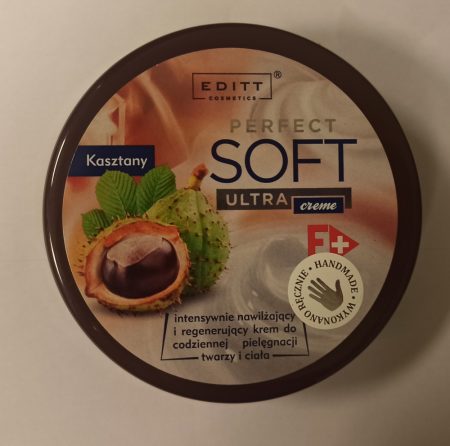 EDITT®
COSMETICS
PERFECT
Kasztany
SOFT
ULTRA creme
F+
• HANDMADE • WYKONANO RĘCZNIE
intensywnie nawilżający
i regenerujący krem do
codziennej pielęgnacji
twarzy i ciała